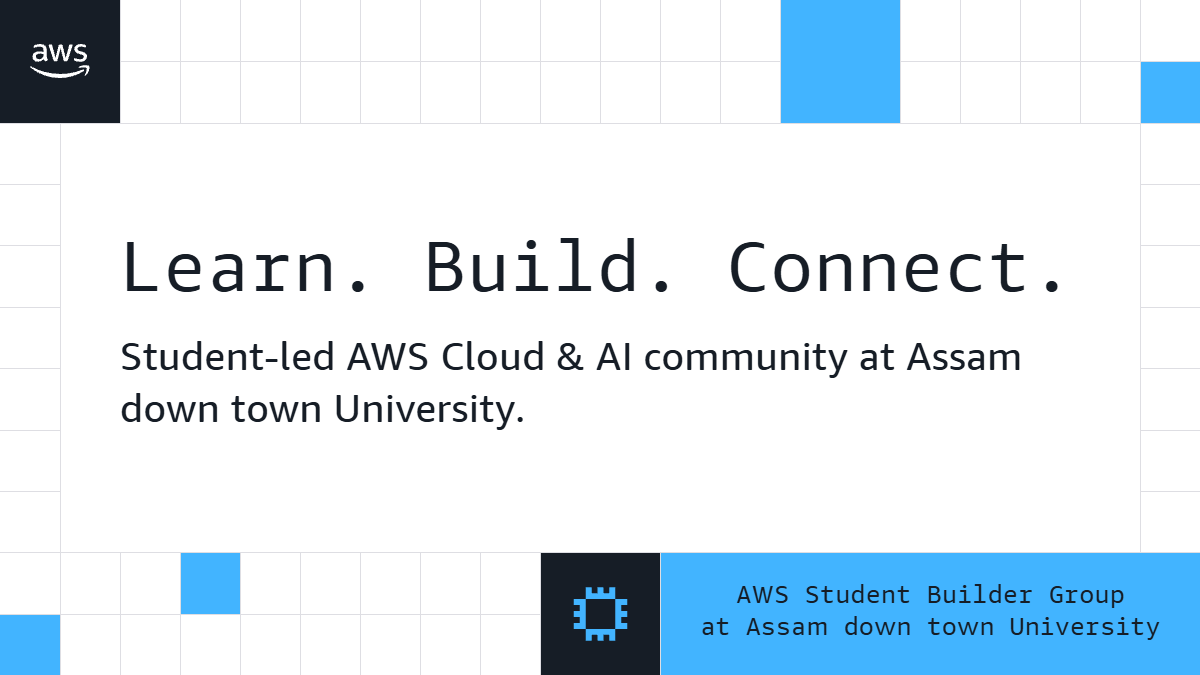 aws
Learn. Build. Connect.
Student-led AWS Cloud & AI community at Assam
down town University.
AWS Student Builder Group
at Assam down town University